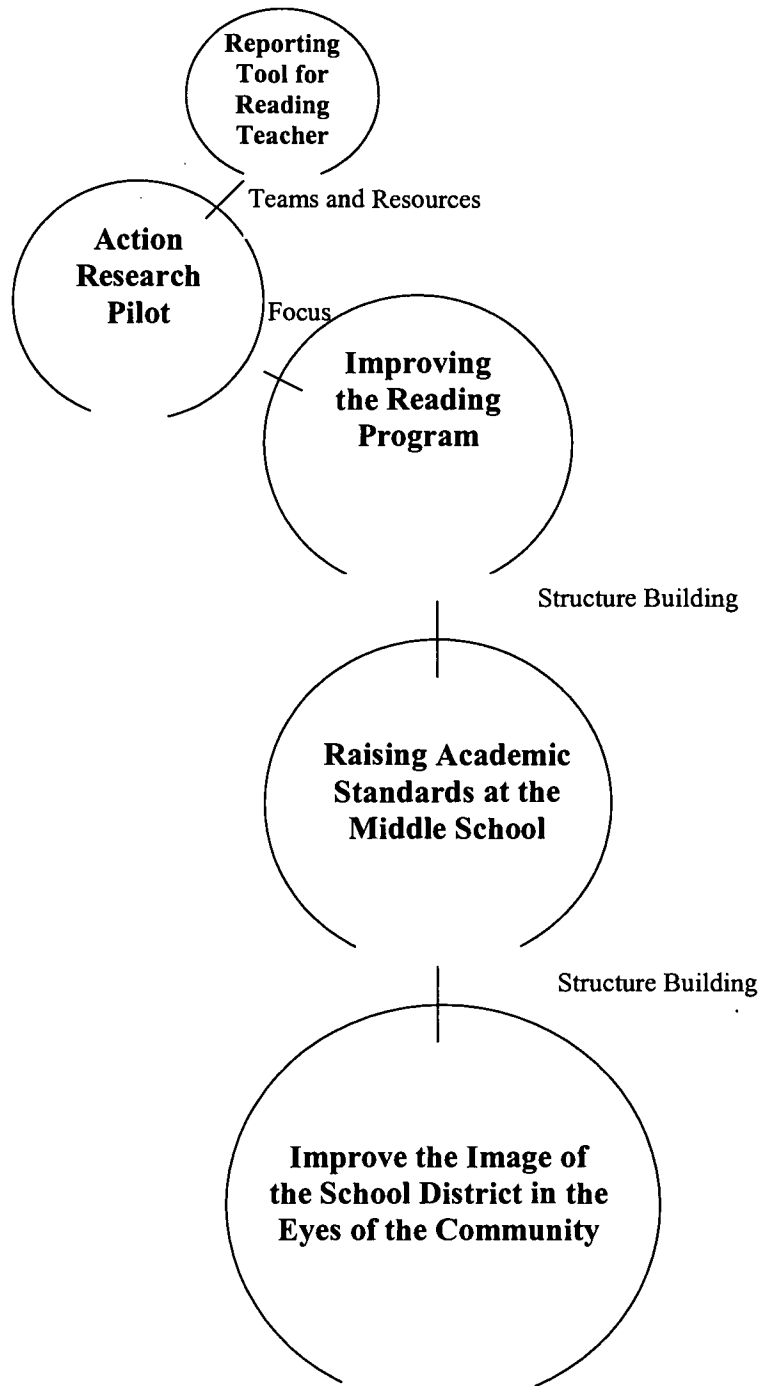 Reporting
Tool for
Reading
Teacher
Teams and Resources
Action
Research
Pilot
Focus
Improving
the Reading
Program
Structure Building
Raising Academic
Standards at the
Middle School
Structure Building
Improve the Image of
the School District in the
Eyes of the Community